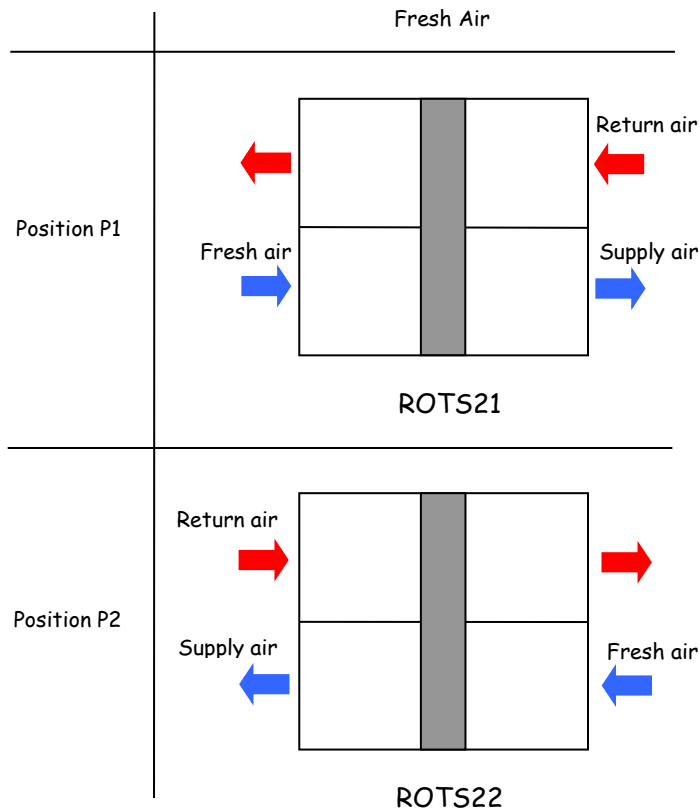 Fresh Air
Position P1
Return air
Fresh air
Supply air
ROTS21
Position P2
Return air
Supply air
Fresh air
ROTS22